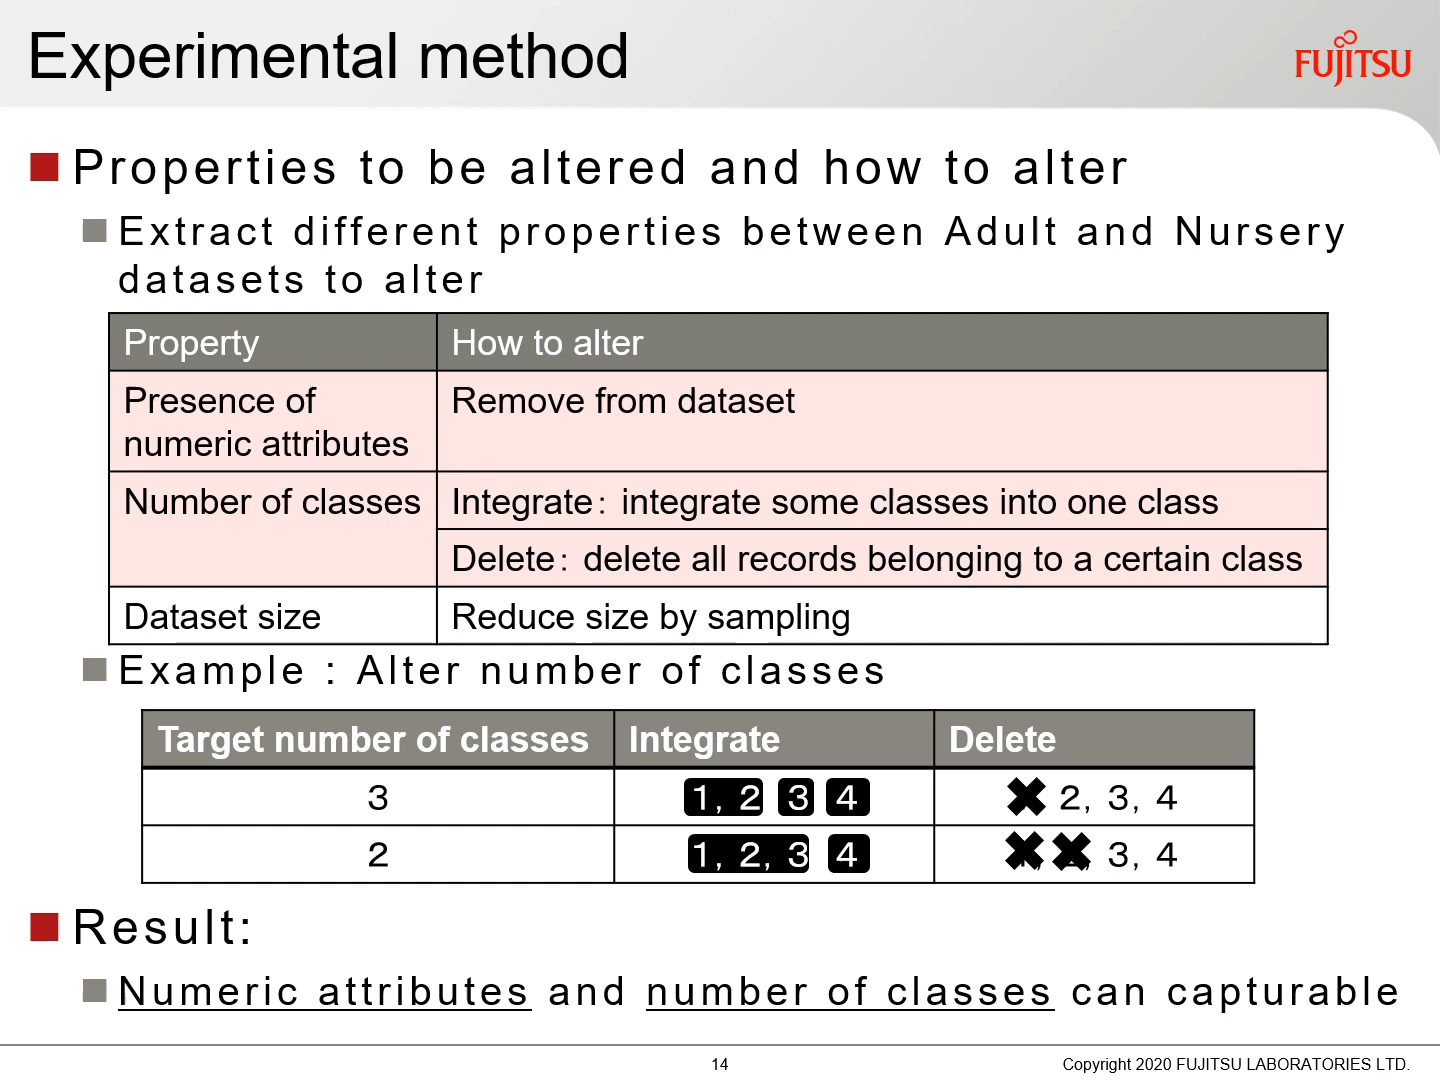 Experimental method
FUJITSU
Properties to be altered and how to alter
Extract different properties between Adult and Nursery
datasets to alter
Property How to alter
Presence of Remove from dataset
numeric attributes
Number of classes Integrate： integrate some classes into one class
Delete： delete all records belonging to a certain class
Dataset size Reduce size by sampling
Example : Alter number of classes
Target number of classes Integrate Delete
3 1, 2 3 4 2, 3, 4
2 1, 2, 3 4 3, 4
Result:
Numeric attributes and number of classes can capturable
14 Copyright 2020 FUJITSU LABORATORIES LTD.